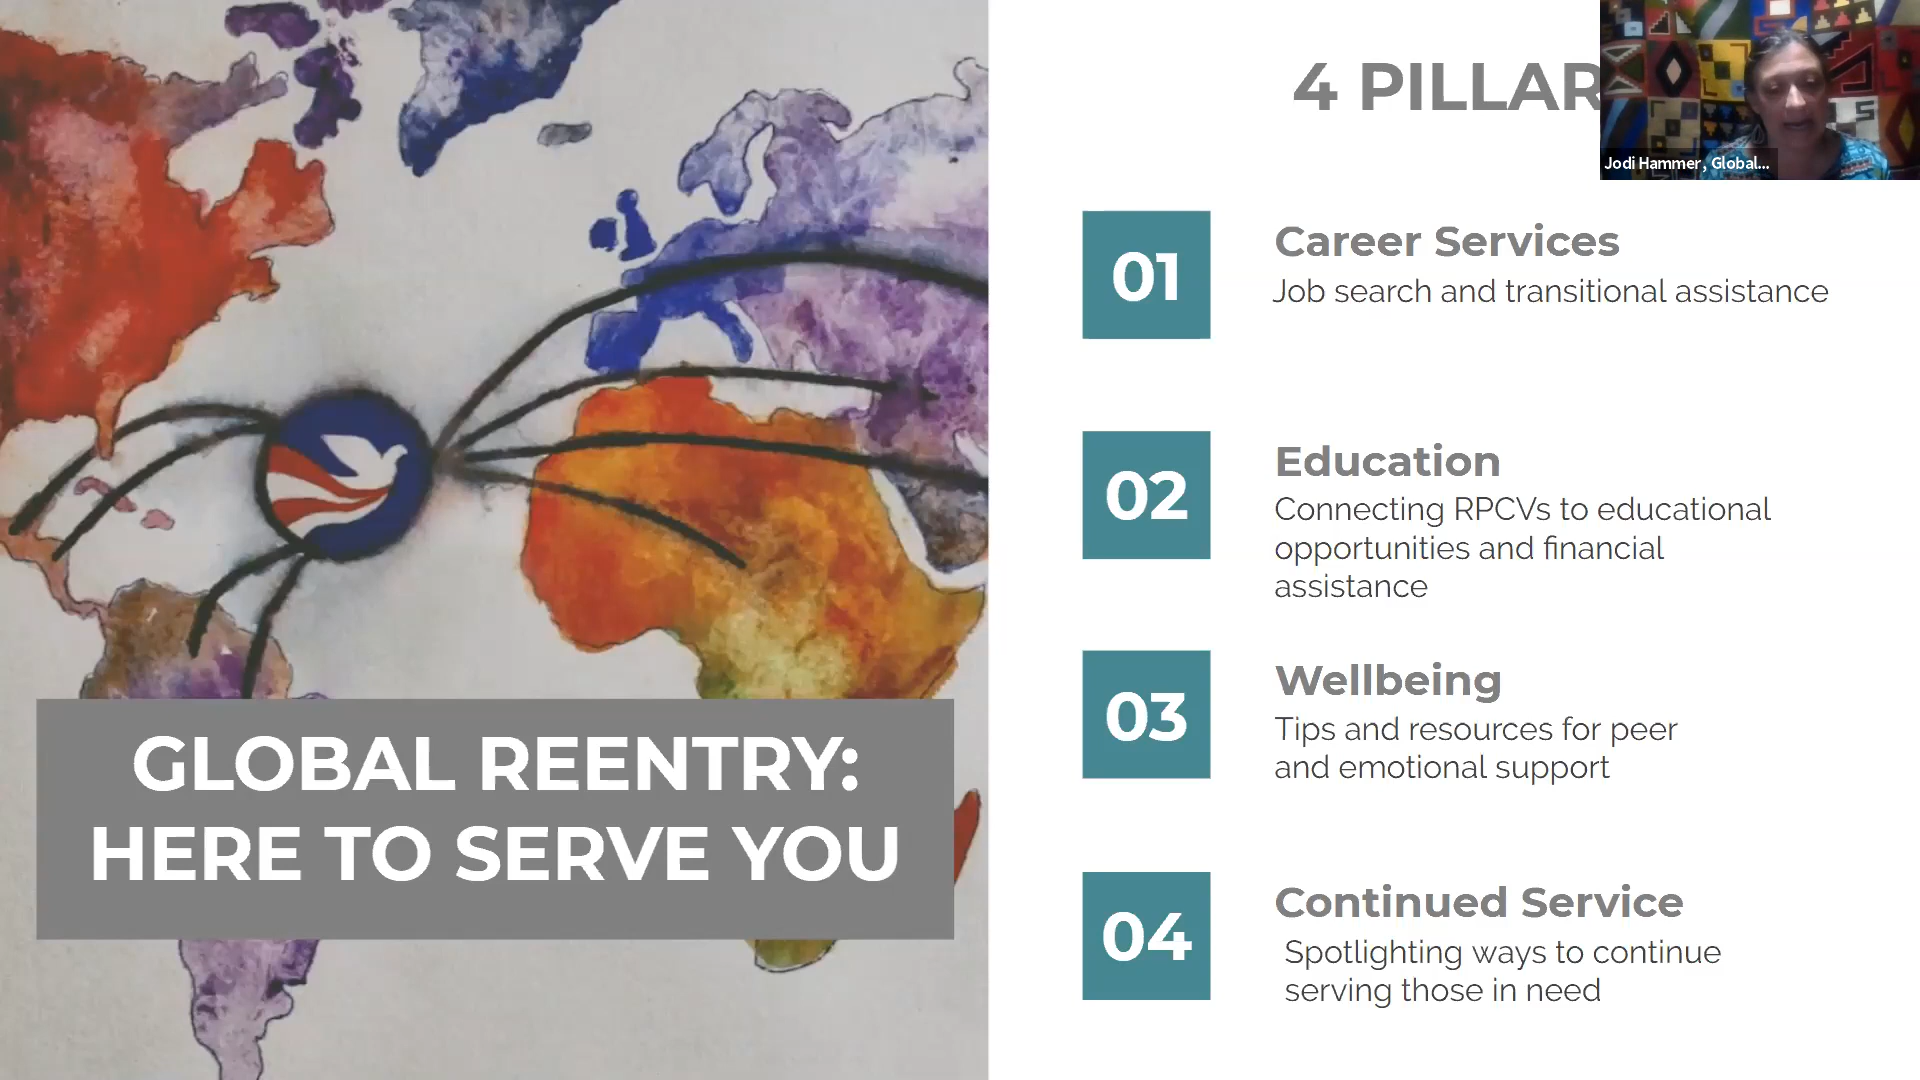 GLOBAL REENTRY:
HERE TO SERVE YOU
4 PILLAR
Jodi Hammer, Global...
01
Career Services
Job search and transitional assistance
02
Education
Connecting RPCVs to educational
opportunities and financial
assistance
03
Wellbeing
Tips and resources for peer
and emotional support
04
Continued Service
Spotlighting ways to continue
serving those in need